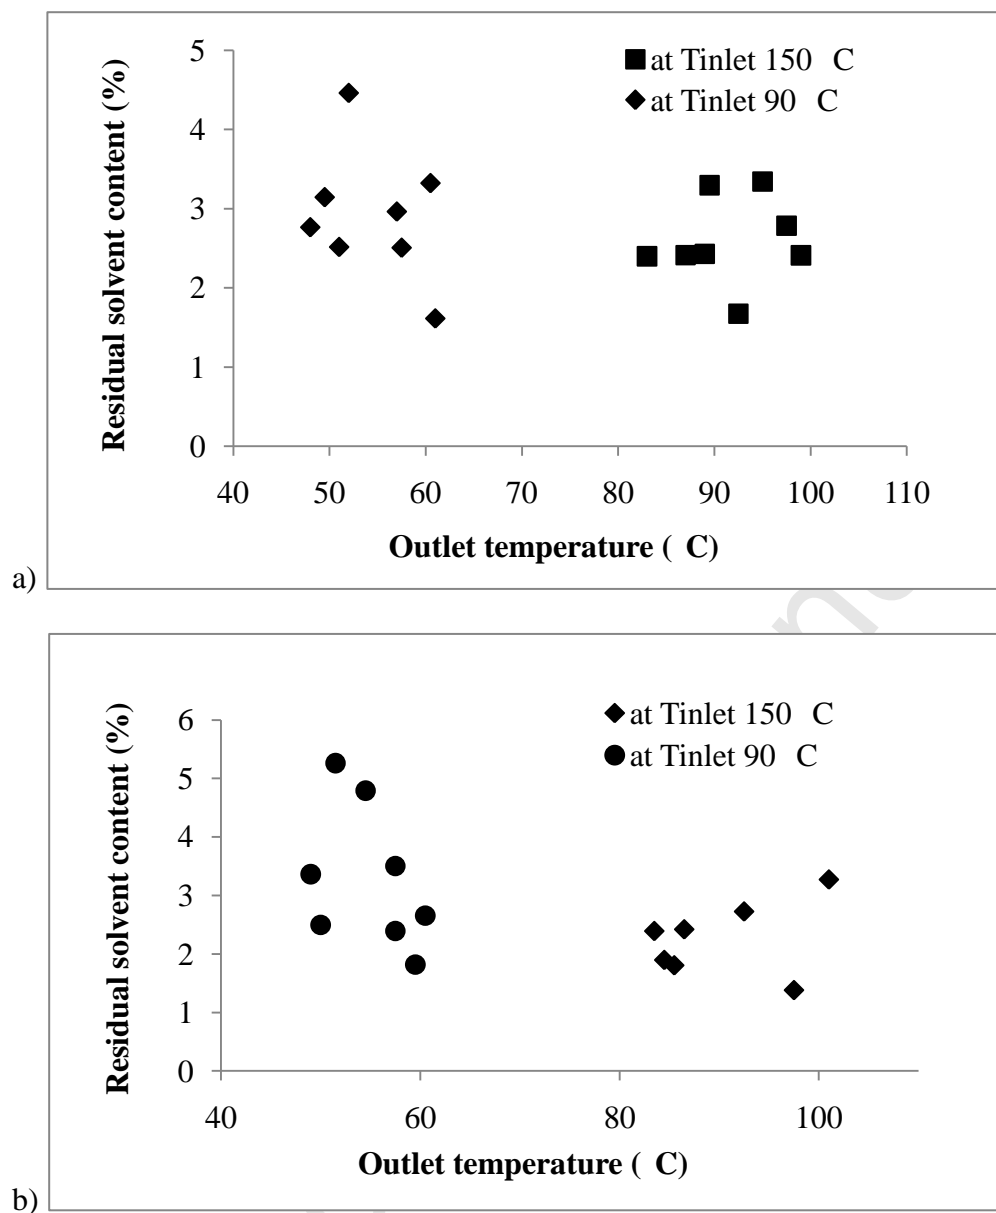 5
4
3
2
1
0
Residual solvent content (%)
at Tinlet 150 C
at Tinlet 90 C
40 50 60 70 80 90 100 110
Outlet temperature ( C)
a)
6
5
4
3
2
1
0
Residual solvent content (%)
at Tinlet 150 C
at Tinlet 90 C
40 60 80 100
Outlet temperature ( C)
b)